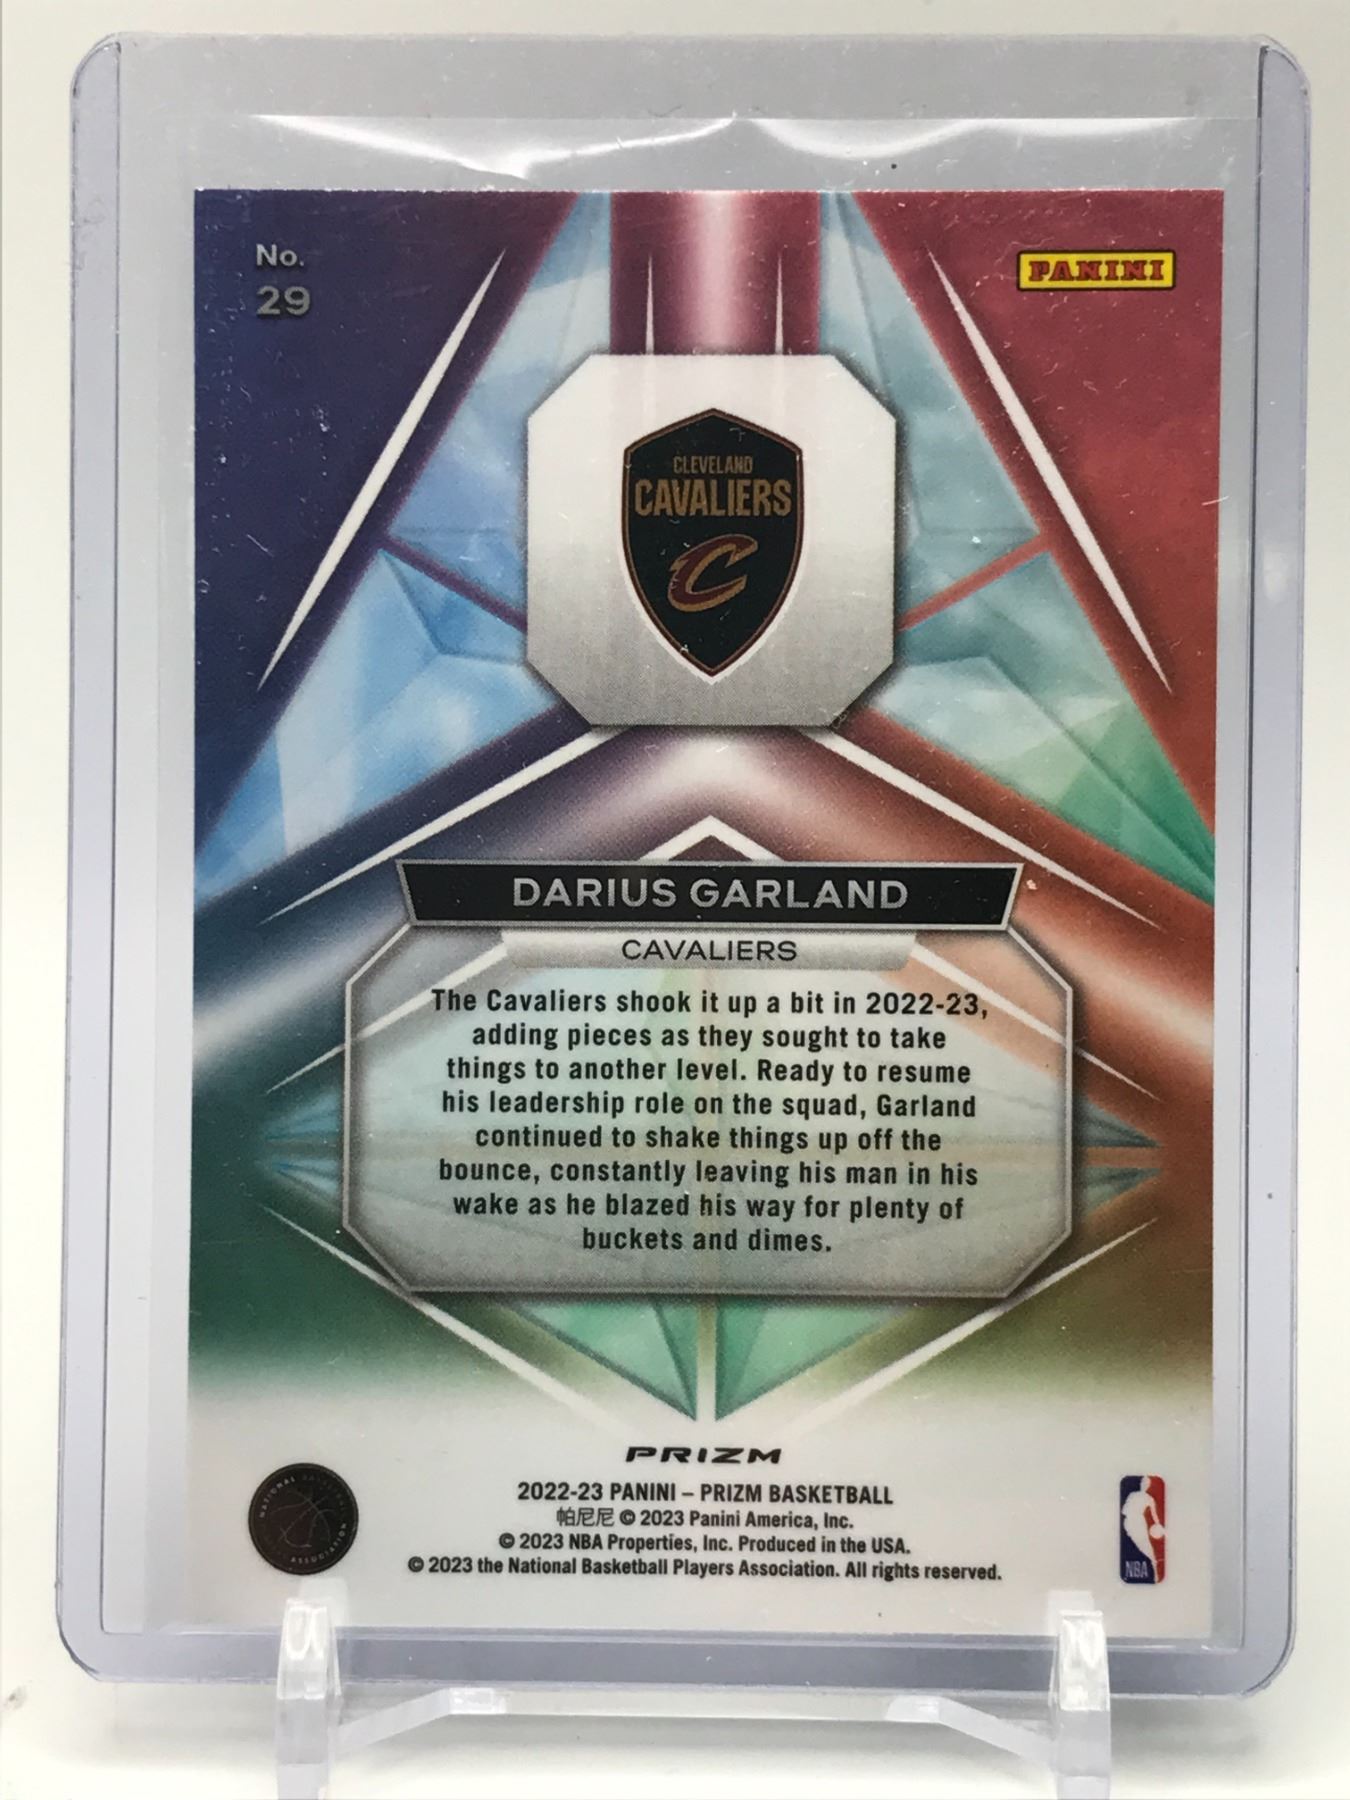 No.
29
PANINI
CLEVELAND
CAVALIERS
C
DARIUS GARLAND
CAVALIERS
The Cavaliers shook it up a bit in 2022-23,
adding pieces as they sought to take
things to another level. Ready to resume
his leadership role on the squad, Garland
continued to shake things up off the
bounce, constantly leaving his man in his
wake as he blazed his way for plenty of
buckets and dimes.
PRIZM
2022-23 PANINI – PRIZM BASKETBALL
帕尼尼 © 2023 Panini America, Inc.
© 2023 NBA Properties, Inc. Produced in the USA.
© 2023 the National Basketball Players Association. All rights reserved.
NATIONAL BASKETBALL
ASSOCIATION
NBA